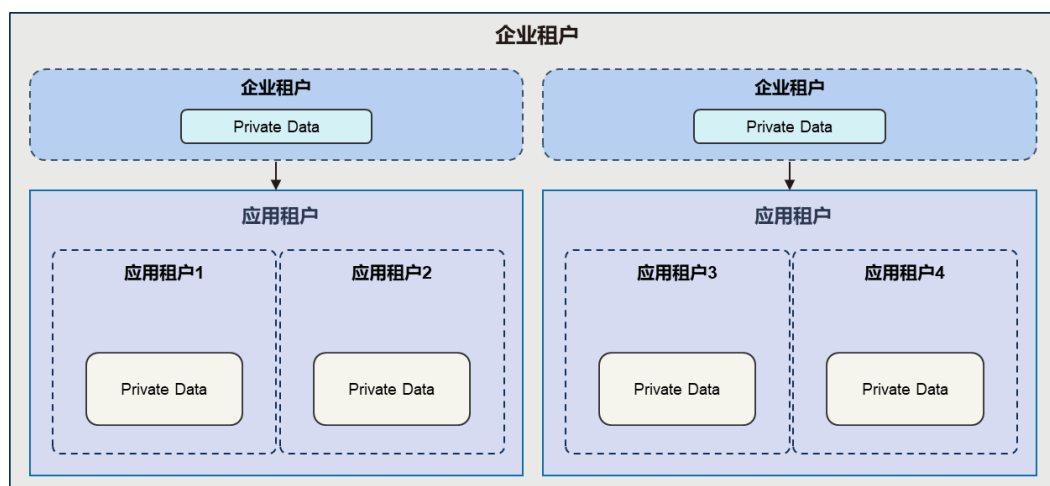 企业租户
企业租户
Private Data
企业租户
Private Data
应用租户
应用租户1
应用租户2
Private Data
Private Data
应用租户
应用租户3
应用租户4
Private Data
Private Data